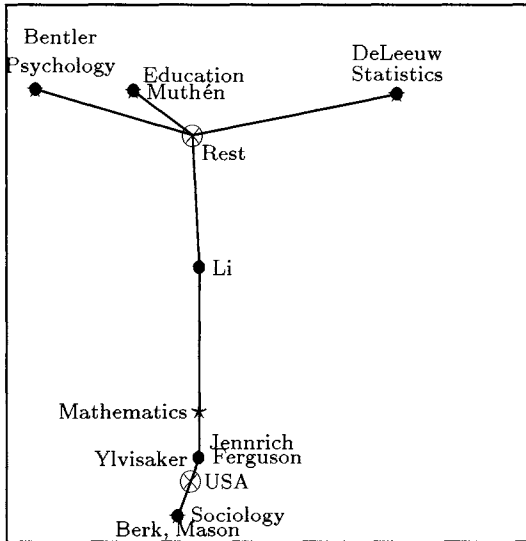 Bentler
Psychology
Education
Muthén
DeLeeuw
Statistics
Rest
Li
Mathematics
Jennrich
Ylvisaker
Ferguson
USA
Sociology
Berk, Mason